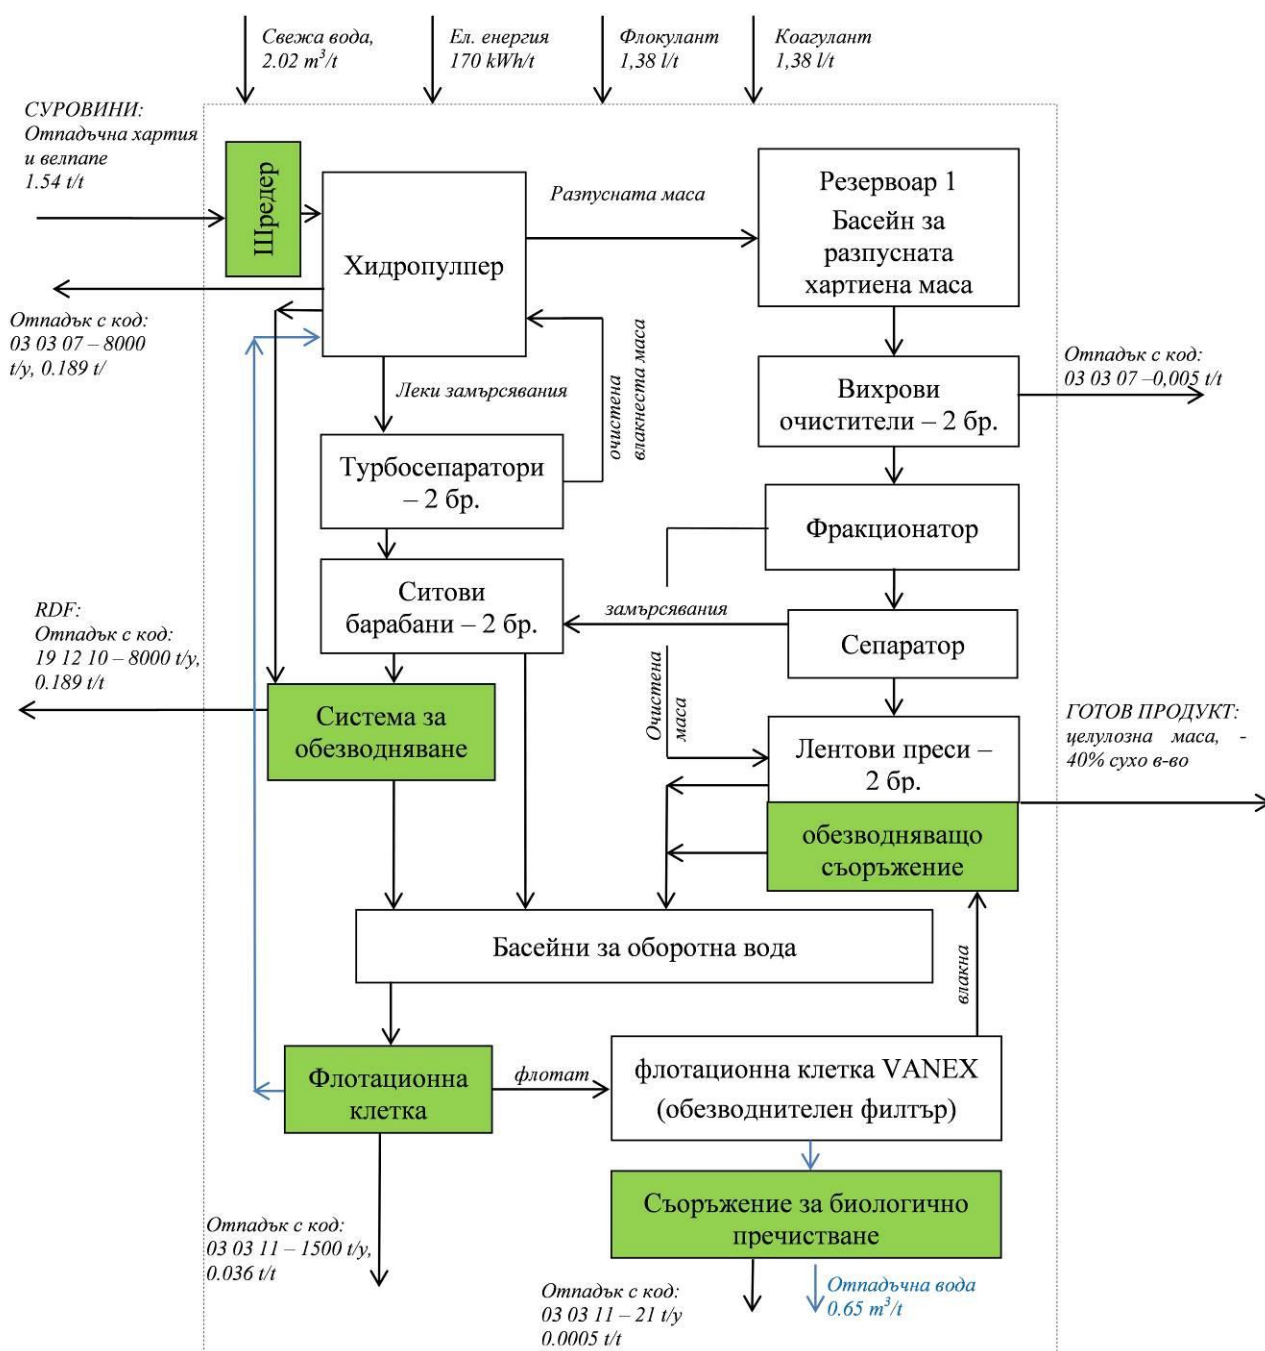 Свежа вода,
2.02 m³/t
Ел. енергия
170 kWh/t
Флокулант
1,38 l/t
Коагулант
1,38 l/t
СУРОВИНИ:
Отпадъчна хартия
и велпапе
1.54 t/t
Шредер
Хидропулпер
Разпусната маса
Резервоар 1
Басейн за
разпусната
хартиена маса
Отпадък с код:
03 03 07 – 8000
t/y, 0.189 t/
Леки замърсявания
очистена
влакнеста маса
Вихрови
очистители – 2 бр.
Отпадък с код:
03 03 07 –0,005 t/t
Турбосепаратори
– 2 бр.
Фракционатор
Ситови
барабани – 2 бр.
замърсявания
Сепаратор
RDF:
Отпадък с код:
19 12 10 – 8000 t/y,
0.189 t/t
Система за
обезводняване
Очистена
маса
Лентови преси –
2 бр.
ГОТОВ ПРОДУКТ:
целулозна маса, -
40% сухо в-во
обезводняващо
съоръжение
Басейни за оборотна вода
влакна
Флотационна
клетка
флотат
флотационна клетка VANEX
(обезводнителен филтър)
Съоръжение за биологично
пречистване
Отпадък с код:
03 03 11 – 1500 t/y,
0.036 t/t
Отпадък с код:
03 03 11 – 21 t/y
0.0005 t/t
Отпадъчна вода
0.65 m³/t